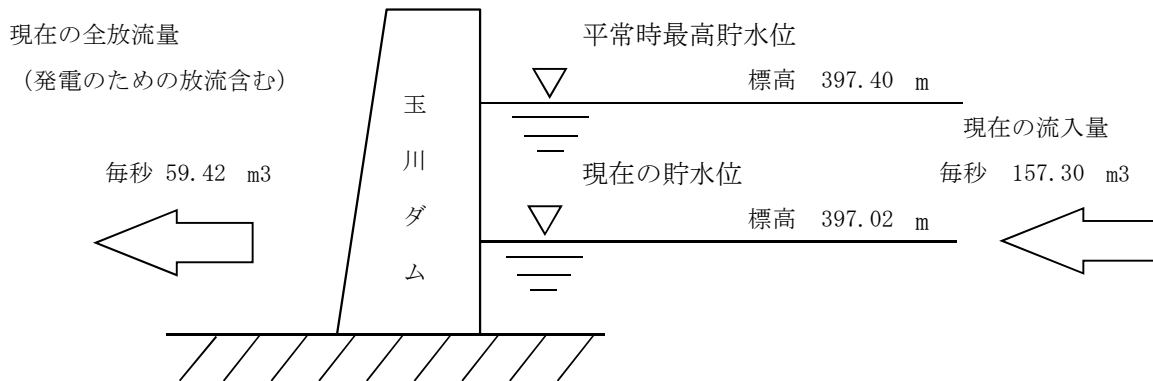 現在の全放流量
（発電のための放流含む）
毎秒 59.42 m3
玉川ダム
平常時最高貯水位
標高 397.40 m
現在の貯水位
標高 397.02 m
現在の流入量
毎秒 157.30 m3